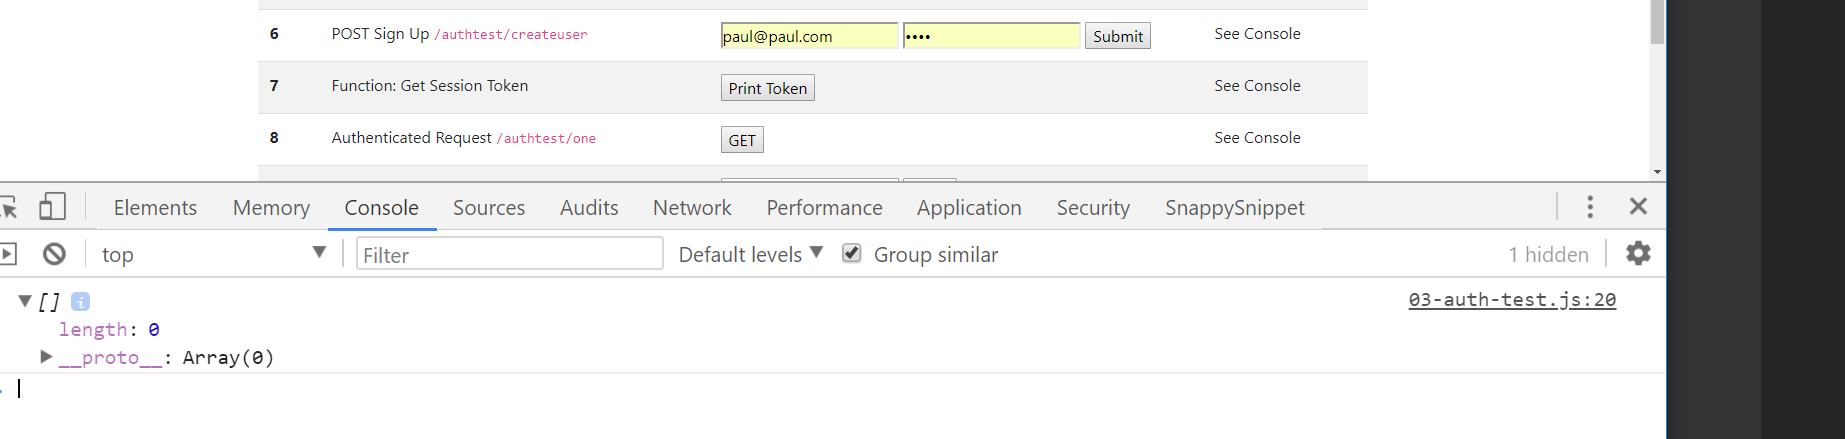 6 POST Sign Up /authtest/createuser paul@paul.com •••• Submit See Console
7 Function: Get Session Token Print Token See Console
8 Authenticated Request /authtest/one GET See Console
Elements Memory Console Sources Audits Network Performance Application Security SnappySnippet
top Filter Default levels Group similar 1 hidden
[] i 03-auth-test.js:20
length: 0
__proto__: Array(0)